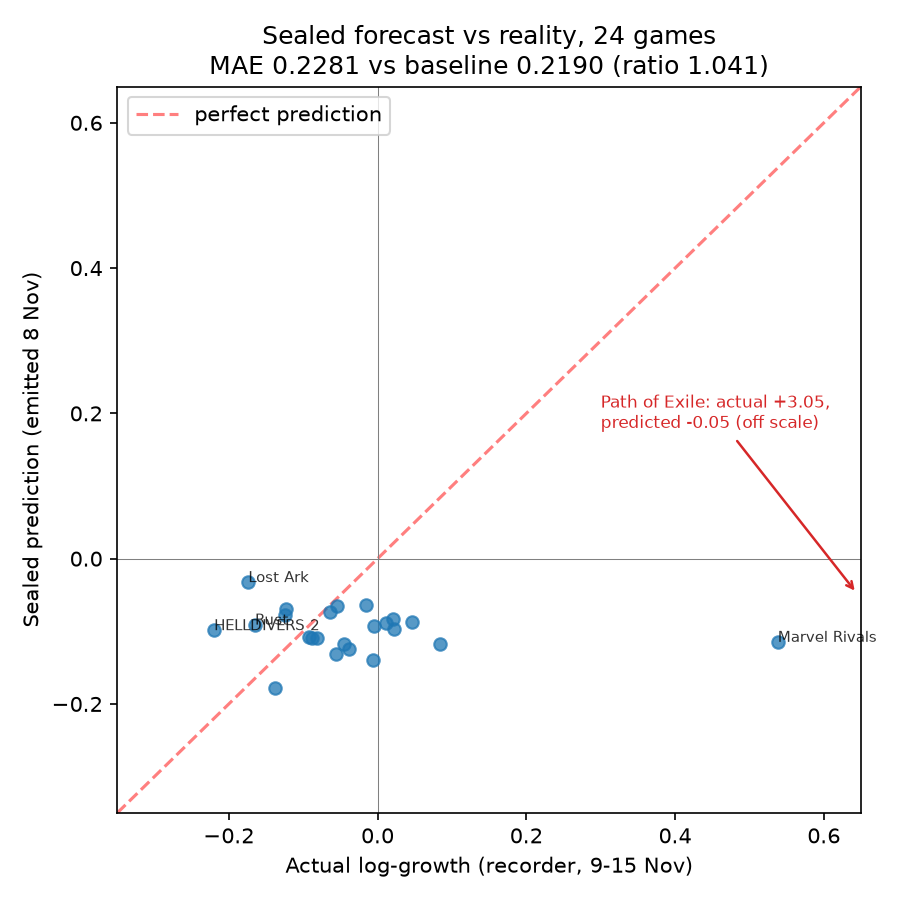 Sealed forecast vs reality, 24 games
MAE 0.2281 vs baseline 0.2190 (ratio 1.041)
perfect prediction
0.6
0.4
0.2
0.0
−0.2
Sealed prediction (emitted 8 Nov)
Path of Exile: actual +3.05,
predicted -0.05 (off scale)
Lost Ark
Rust
HELLDIVERS 2
Marvel Rivals
−0.2
0.0
0.2
0.4
0.6
Actual log-growth (recorder, 9-15 Nov)